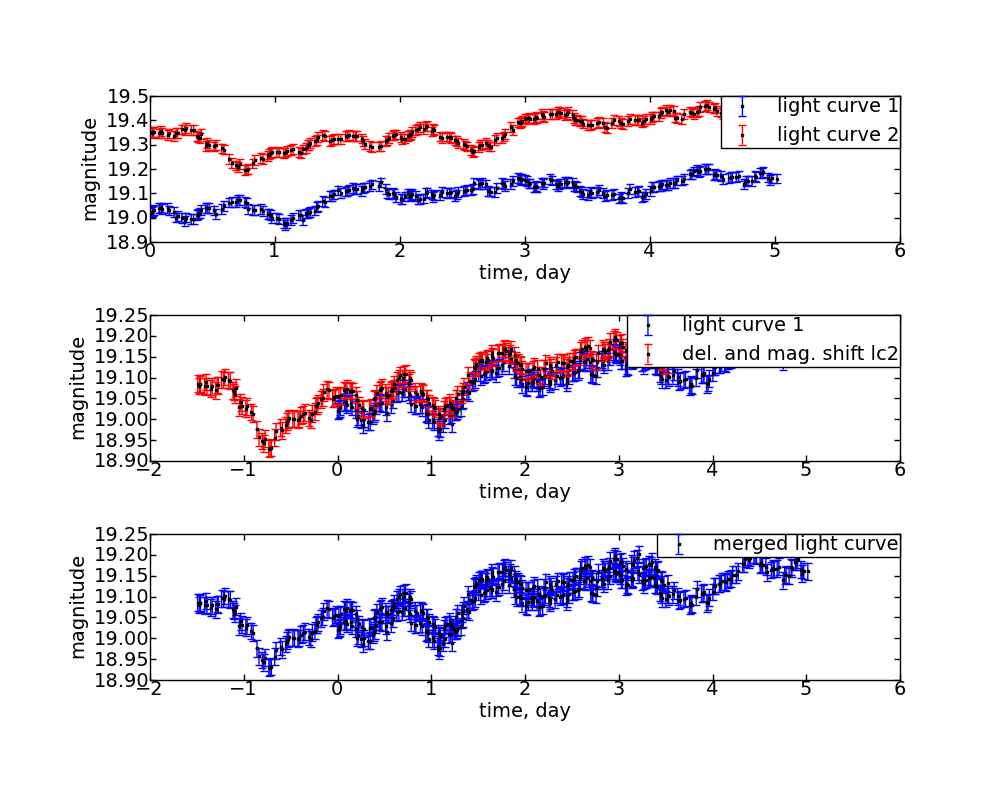 19.5
19.4
19.3
19.2
19.1
19.0
18.9
magnitude
light curve 1
light curve 2
0 1 2 3 4 5 6
time, day
19.25
19.20
19.15
19.10
19.05
19.00
18.95
18.90
magnitude
light curve 1
del. and mag. shift lc2
−2 −1 0 1 2 3 4 5 6
time, day
19.25
19.20
19.15
19.10
19.05
19.00
18.95
18.90
magnitude
merged light curve
−2 −1 0 1 2 3 4 5 6
time, day